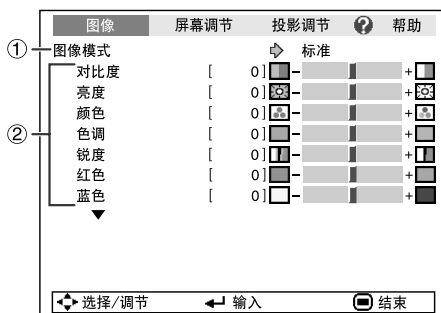 图像 屏幕调节 投影调节 ? 帮助
① 图像模式 标准
② 对比度 [ 0] − +
亮度 [ 0] − +
颜色 [ 0] − +
色调 [ 0] − +
锐度 [ 0] − +
红色 [ 0] − +
蓝色 [ 0] − +
选择/调节 输入 结束